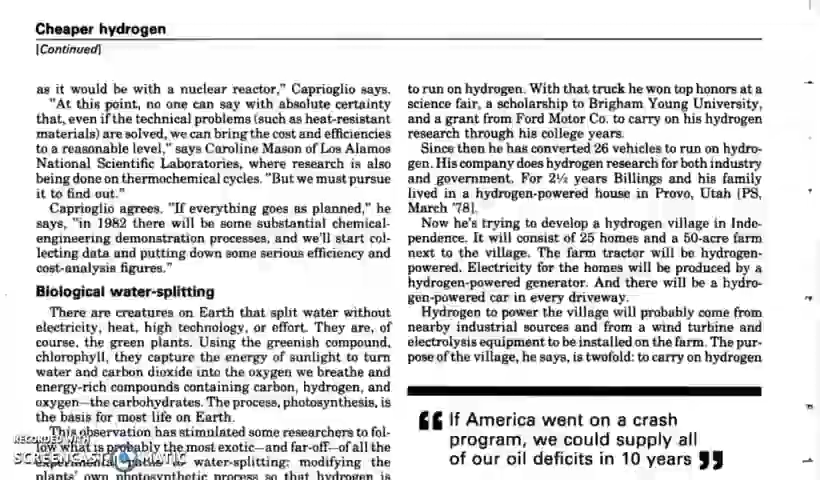 Cheaper hydrogen
[Continued]
as it would be with a nuclear reactor," Caprioglio says.
"At this point, no one can say with absolute certainty
that, even if the technical problems (such as heat-resistant
materials) are solved, we can bring the cost and efficiencies
to a reasonable level," says Caroline Mason of Los Alamos
National Scientific Laboratories, where research is also
being done on thermochemical cycles. "But we must pursue
it to find out."
Caprioglio agrees. "If everything goes as planned," he
says, "in 1982 there will be some substantial chemical-
engineering demonstration processes, and we'll start col-
lecting data and putting down some serious efficiency and
cost-analysis figures."
Biological water-splitting
There are creatures on Earth that split water without
electricity, heat, high technology, or effort. They are, of
course, the green plants. Using the greenish compound,
chlorophyll, they capture the energy of sunlight to turn
water and carbon dioxide into the oxygen we breathe and
energy-rich compounds containing carbon, hydrogen, and
oxygen—the carbohydrates. The process, photosynthesis, is
the basis for most life on Earth.
This observation has stimulated some researchers to fol-
low what is probably the most exotic—and far-off—of all the
experimental paths to water-splitting: modifying the
plants' own photosynthetic process so that hydrogen is
to run on hydrogen. With that truck he won top honors at a
science fair, a scholarship to Brigham Young University,
and a grant from Ford Motor Co. to carry on his hydrogen
research through his college years.
Since then he has converted 26 vehicles to run on hydro-
gen. His company does hydrogen research for both industry
and government. For 2½ years Billings and his family
lived in a hydrogen-powered house in Provo, Utah [PS,
March '78].
Now he's trying to develop a hydrogen village in Inde-
pendence. It will consist of 25 homes and a 50-acre farm
next to the village. The farm tractor will be hydrogen-
powered. Electricity for the homes will be produced by a
hydrogen-powered generator. And there will be a hydro-
gen-powered car in every driveway.
Hydrogen to power the village will probably come from
nearby industrial sources and from a wind turbine and
electrolysis equipment to be installed on the farm. The pur-
pose of the village, he says, is twofold: to carry on hydrogen
"If America went on a crash
program, we could supply all
of our oil deficits in 10 years"
RECORDED WITH
SCREENCAST-O-MATIC